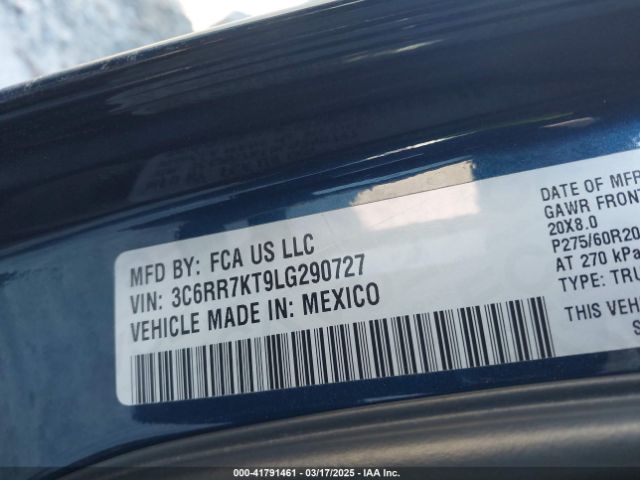 MFD BY: FCA US LLC
VIN: 3C6RR7KT9LG290727
VEHICLE MADE IN: MEXICO
DATE OF MFR
GAWR FRONT
20X8.0
P275/60R20
AT 270 kPa
TYPE: TRU
THIS VEH
S
000-41791461 - 03/17/2025 - IAA Inc.